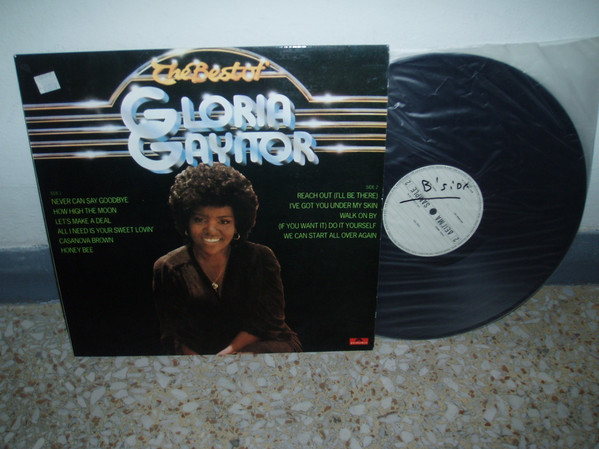 The Best of
GLORIA
GAYNOR
SIDE 1
NEVER CAN SAY GOODBYE
HOW HIGH THE MOON
LET'S MAKE A DEAL
ALL I NEED IS YOUR SWEET LOVIN'
CASANOVA BROWN
HONEY BEE
SIDE 2
REACH OUT (I'LL BE THERE)
I'VE GOT YOU UNDER MY SKIN
WALK ON BY
(IF YOU WANT IT) DO IT YOURSELF
WE CAN START ALL OVER AGAIN
B'side
SAMPLE